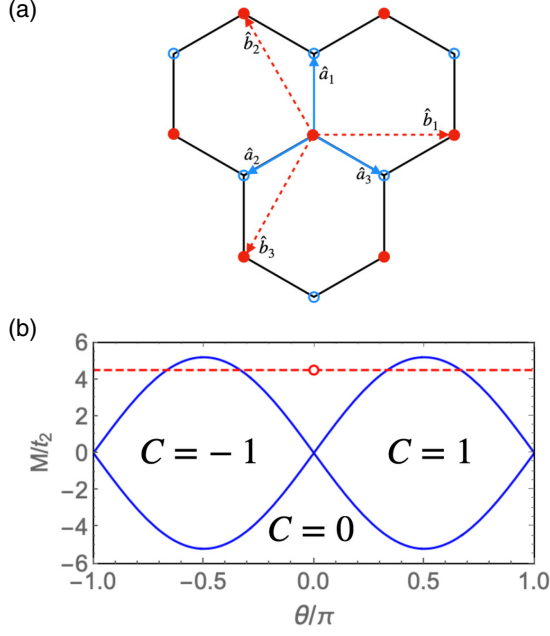 (a)
b̂₂
â₁
b̂₁
â₂
â₃
b̂₃
(b)
6
4
2
0
−2
−4
−6
M/t₂
C = − 1
C = 1
C = 0
−1.0 −0.5 0.0 0.5 1.0
θ/π